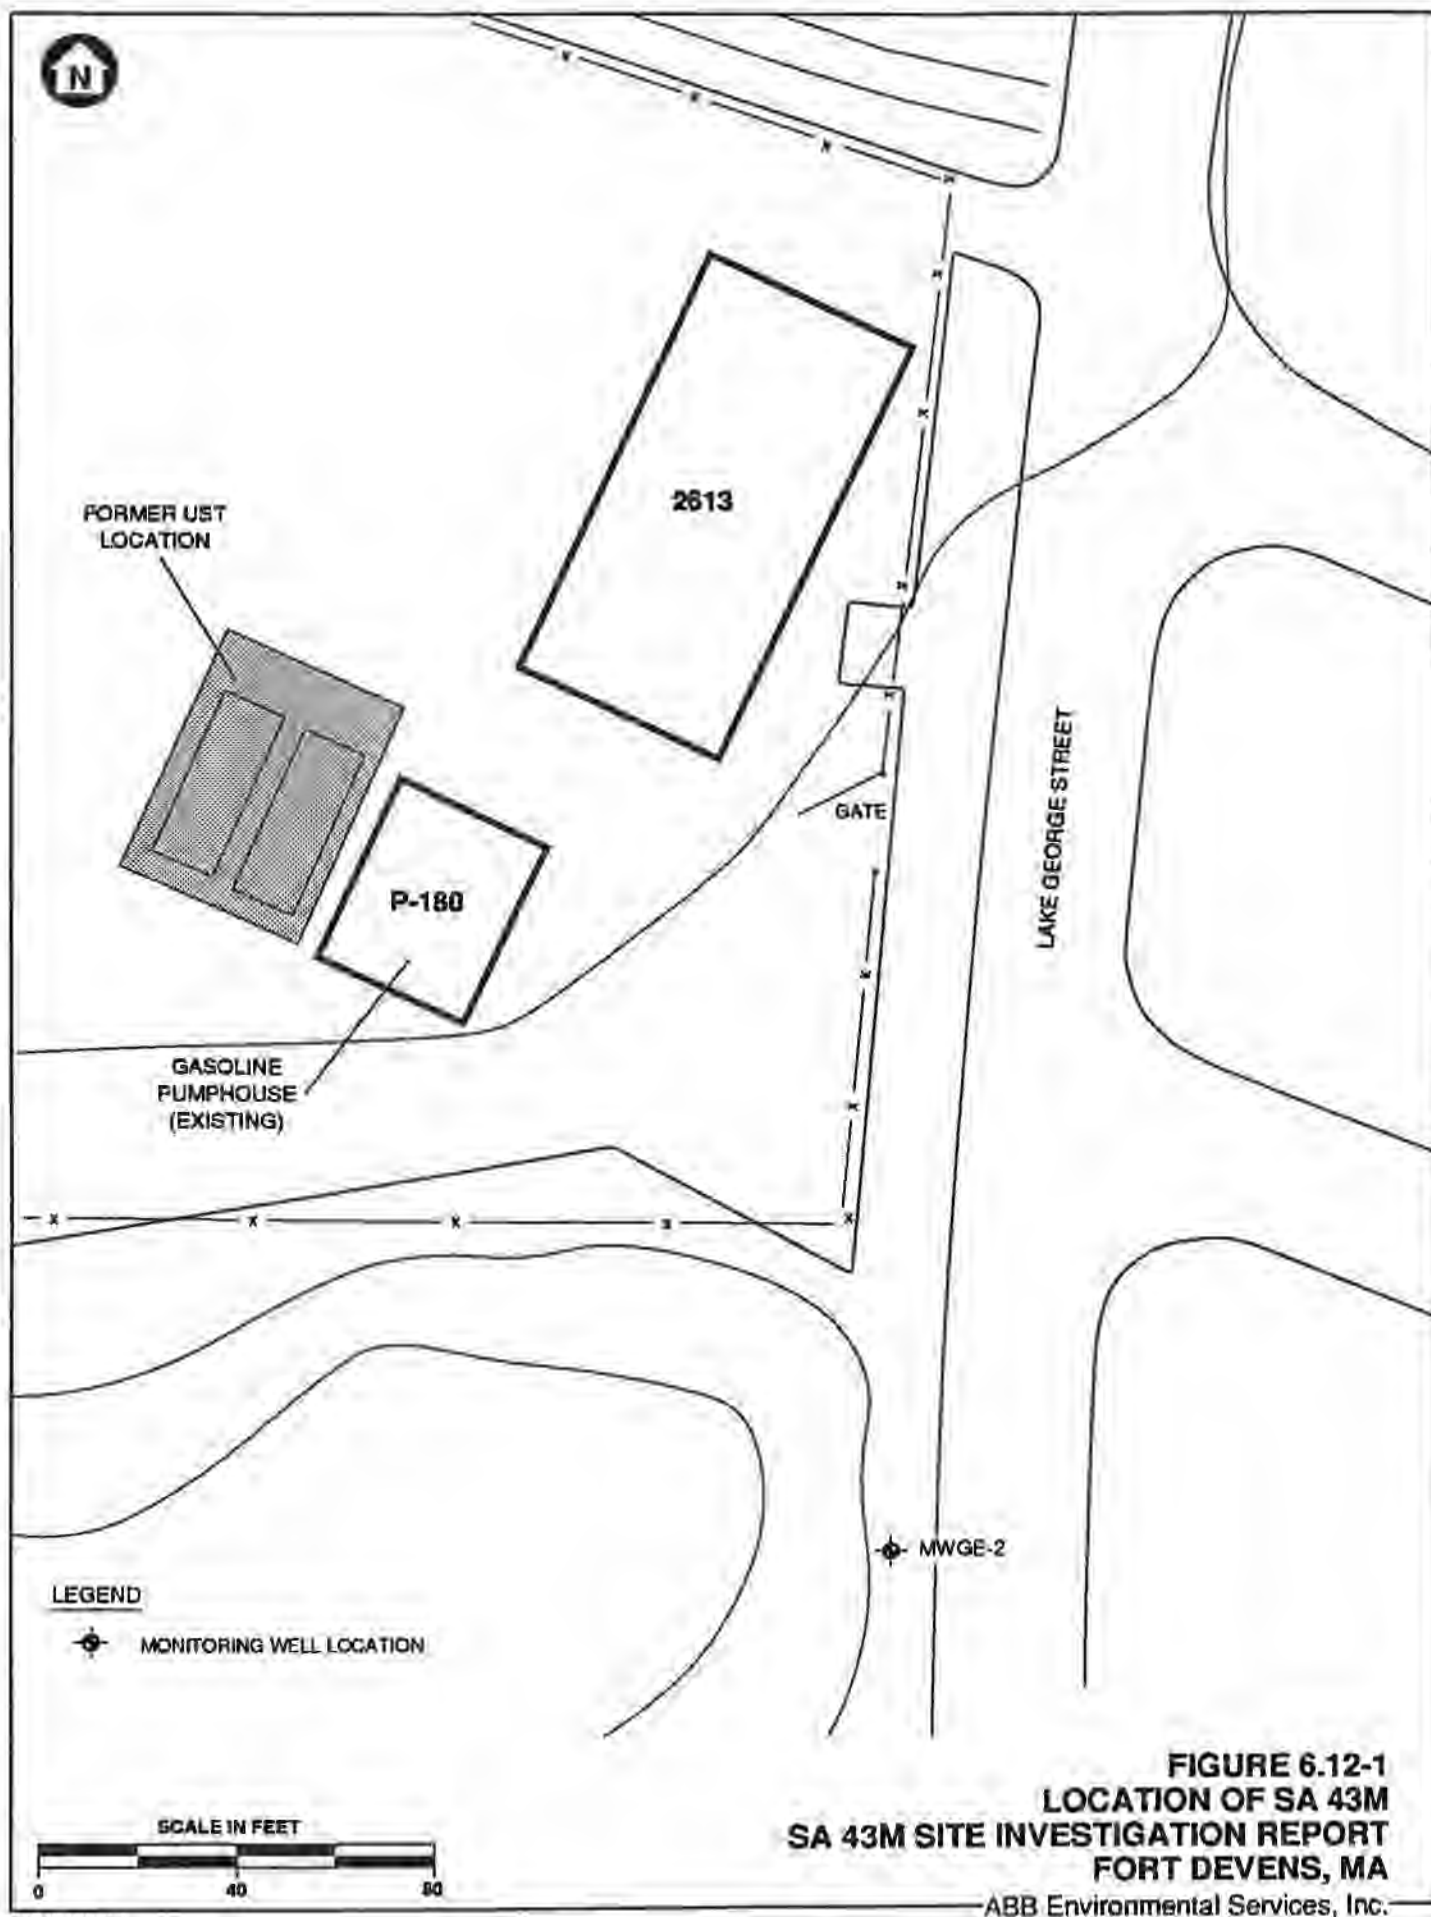 N
2613
FORMER UST
LOCATION
GATE
LAKE GEORGE STREET
P-180
GASOLINE
PUMPHOUSE
(EXISTING)
MWGE-2
LEGEND
MONITORING WELL LOCATION
FIGURE 6.12-1
LOCATION OF SA 43M
SA 43M SITE INVESTIGATION REPORT
FORT DEVENS, MA
SCALE IN FEET
0 40 80
ABB Environmental Services, Inc.